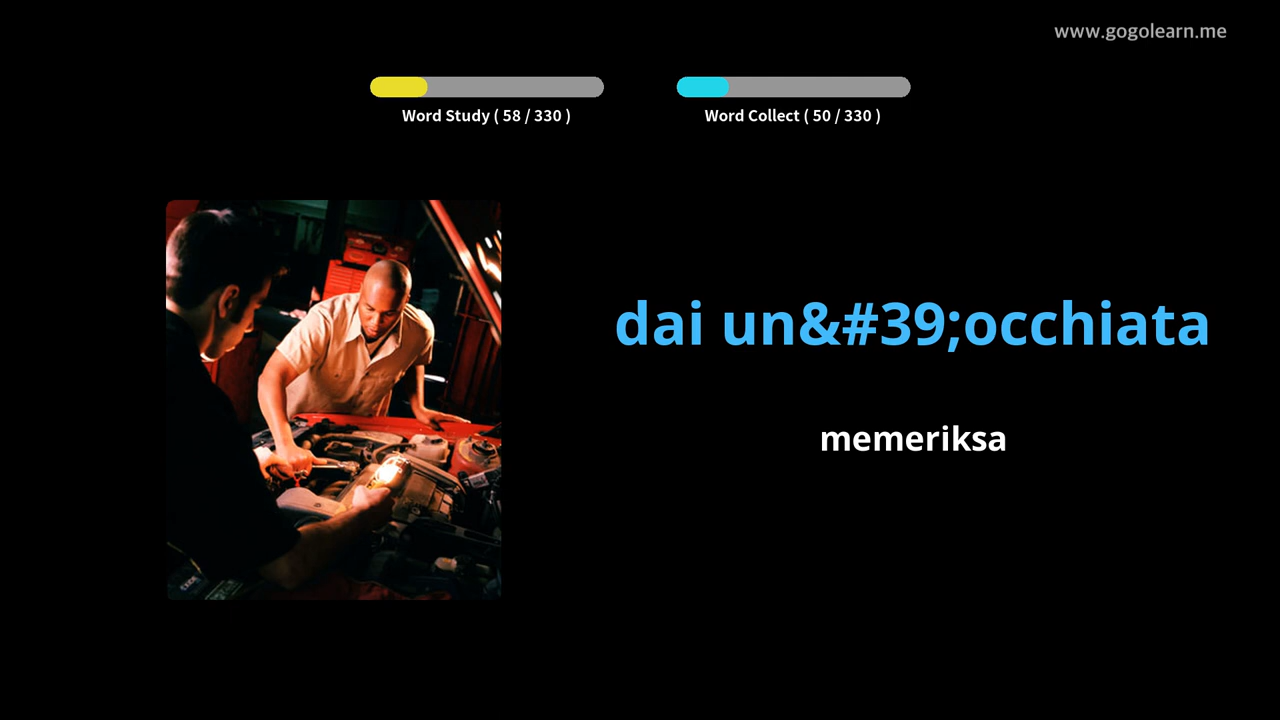 www.gogolearn.me
Word Study ( 58 / 330 )
Word Collect ( 50 / 330 )
dai un&#39;occhiata
memeriksa